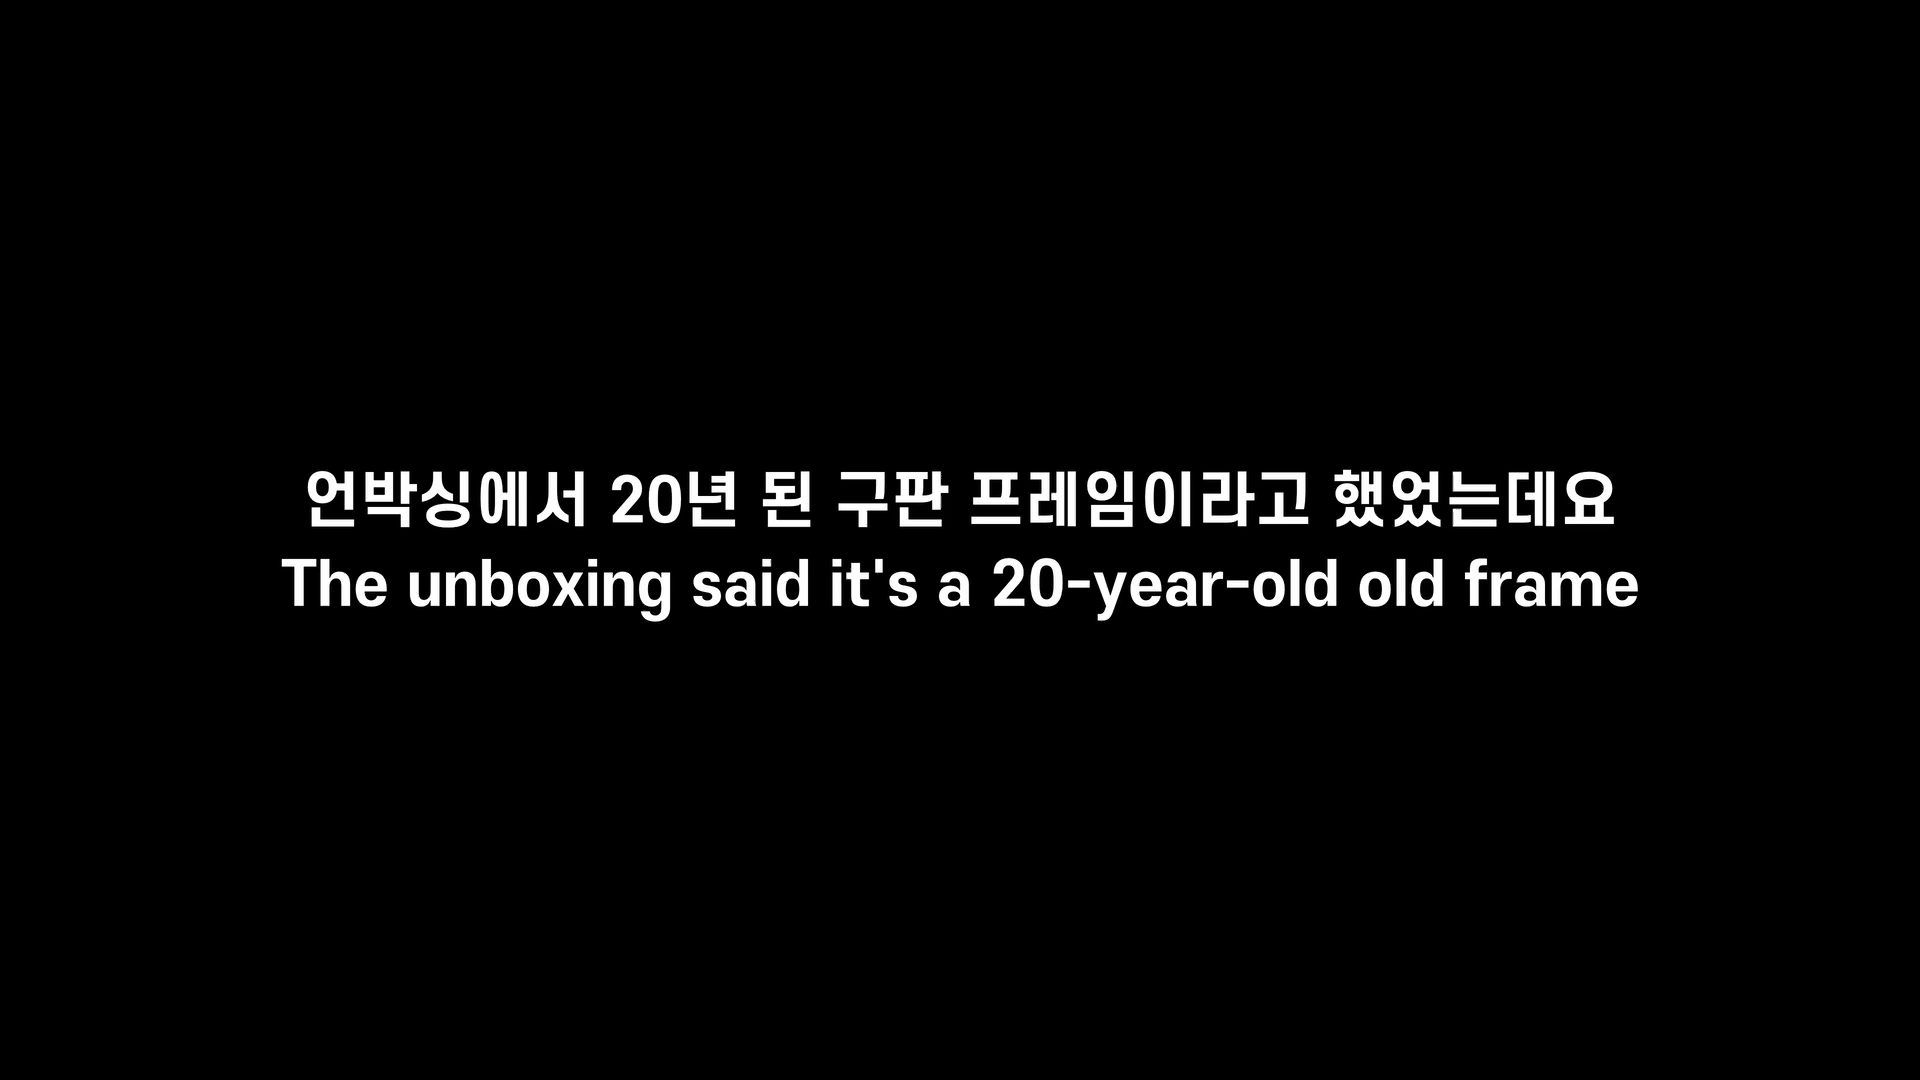 언박싱에서 20년 된 구판 프레임이라고 했었는데요
The unboxing said it's a 20-year-old old frame